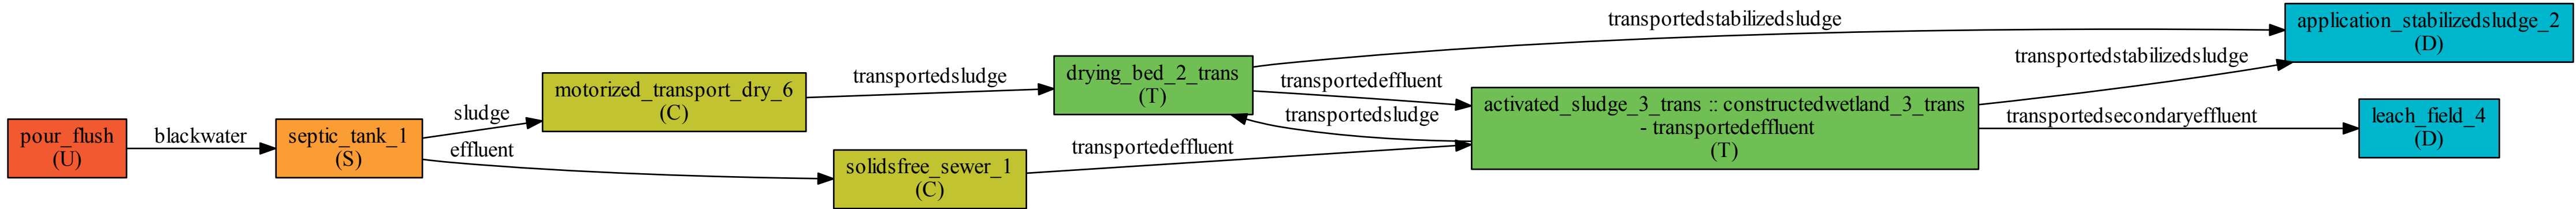 pour_flush
(U)
blackwater
septic_tank_1
(S)
sludge
effluent
motorized_transport_dry_6
(C)
solidsfree_sewer_1
(C)
transportedsludge
transportedeffluent
drying_bed_2_trans
(T)
transportedstabilizedsludge
transportedeffluent
transportedsludge
activated_sludge_3_trans :: constructedwetland_3_trans
- transportedeffluent
(T)
transportedstabilizedsludge
transportedsecondaryeffluent
application_stabilizedsludge_2
(D)
leach_field_4
(D)